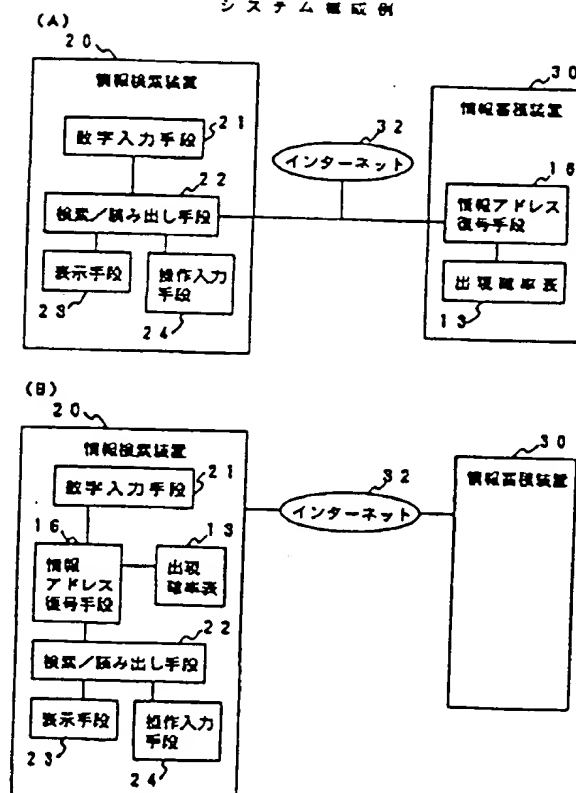 システム構成例
(A)
20
情報検索装置
数字入力手段
21
検索/読み出し手段
22
表示手段
23
操作入力
手段
24
インターネット
32
30
情報蓄積装置
16
情報アドレス
復号手段
出現確率表
13
(B)
20
情報検索装置
数字入力手段
21
16
情報
アドレス
復号手段
13
出現
確率表
22
検索/読み出し手段
表示手段
23
操作入力
手段
24
インターネット
32
30
情報蓄積装置